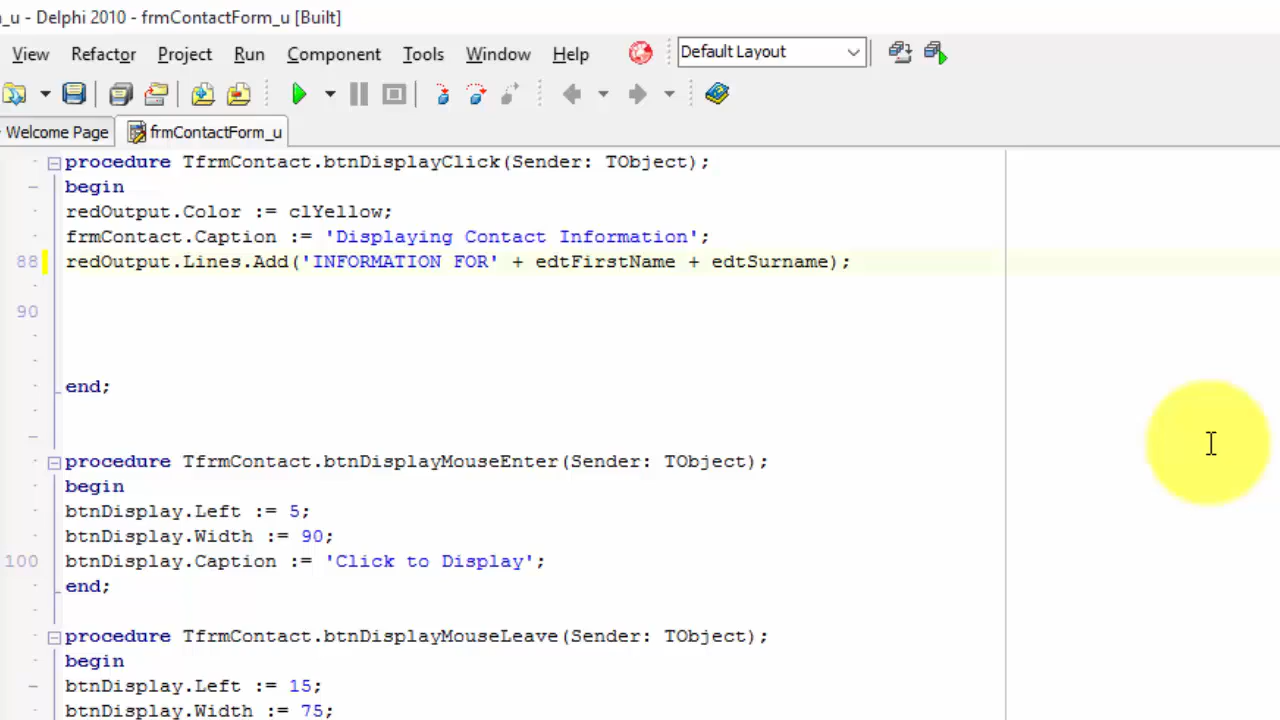 _u - Delphi 2010 - frmContactForm_u [Built]
View Refactor Project Run Component Tools Window Help Default Layout
Welcome Page frmContactForm_u
procedure TfrmContact.btnDisplayClick(Sender: TObject);
begin
redOutput.Color := clYellow;
frmContact.Caption := 'Displaying Contact Information';
88 redOutput.Lines.Add('INFORMATION FOR' + edtFirstName + edtSurname);
90
end;
procedure TfrmContact.btnDisplayMouseEnter(Sender: TObject);
begin
btnDisplay.Left := 5;
btnDisplay.Width := 90;
100 btnDisplay.Caption := 'Click to Display';
end;
procedure TfrmContact.btnDisplayMouseLeave(Sender: TObject);
begin
btnDisplay.Left := 15;
btnDisplay.Width := 75;